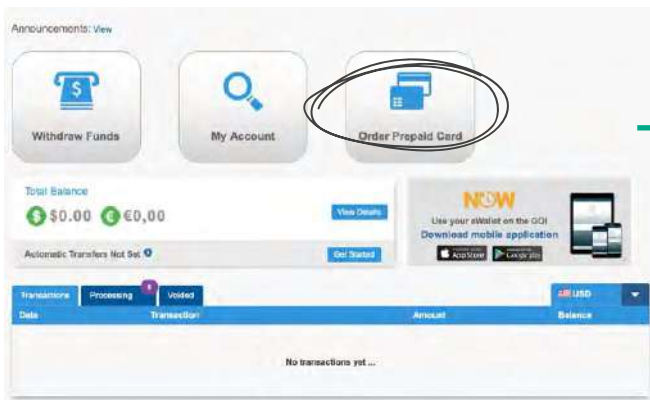 Announcements: View
Withdraw Funds
My Account
Order Prepaid Card
Total Balance
$ $0.00 € €0,00
View Details
Automatic Transfers Not Set
Get Started
NOW
Use your eWallet on the GO!
Download mobile application
App Store
Google play
Transactions Processing Voided
USD
Date Transaction Amount Balance
No transactions yet ...